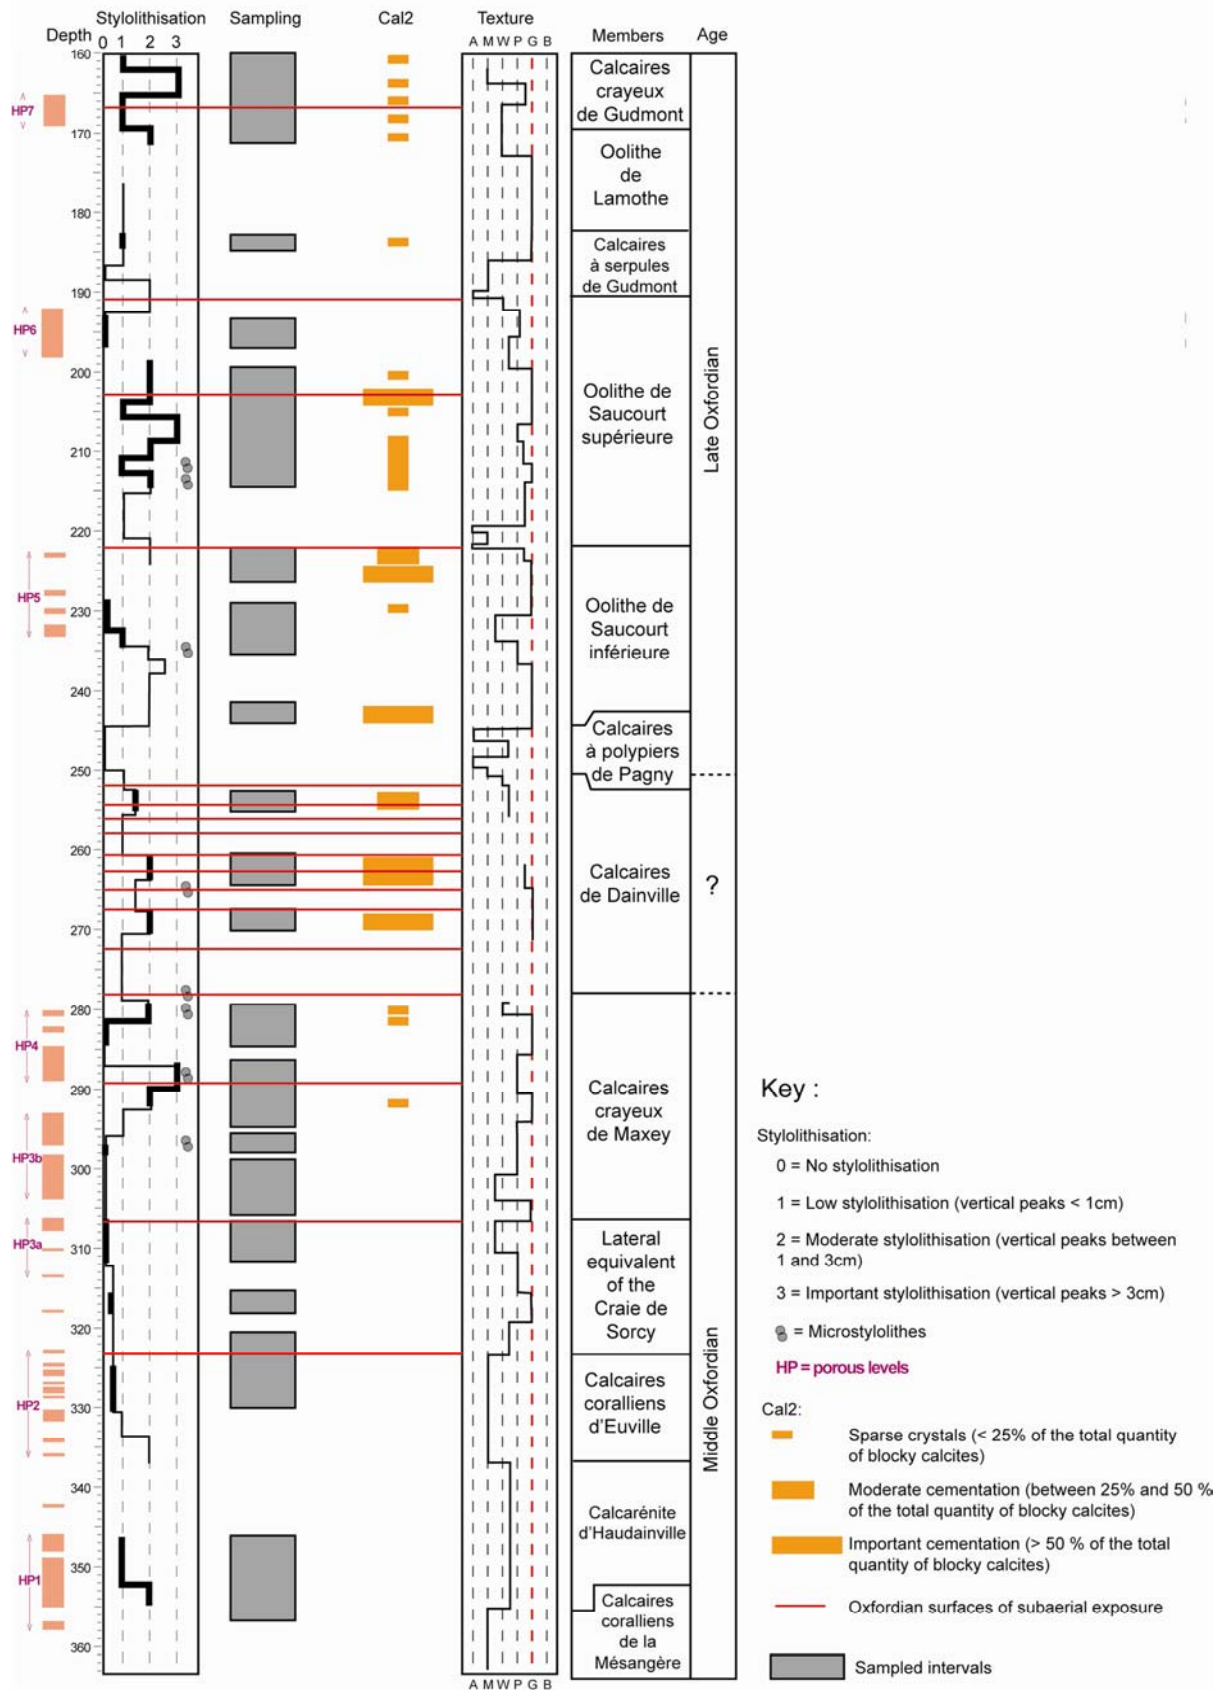 Stylolithisation Sampling Cal2 Texture
Depth 0 1 2 3 A M W P G B Members Age
160
170
180
190
200
210
220
230
240
250
260
270
280
290
300
310
320
330
340
350
360
HP7
HP6
HP5
HP4
HP3b
HP3a
HP2
HP1
Calcaires
crayeux
de Gudmont
Oolithe
de
Lamothe
Calcaires
à serpules
de Gudmont
Oolithe de
Saucourt
supérieure
Oolithe de
Saucourt
inférieure
Calcaires
à polypiers
de Pagny
Calcaires
de Dainville
Calcaires
crayeux
de Maxey
Lateral
equivalent
of the
Craie de
Sorcy
Calcaires
coralliens
d'Euville
Calcarénite
d'Haudainville
Calcaires
coralliens
de la
Mésangère
Late Oxfordian
?
Middle Oxfordian
A M W P G B
Key :
Stylolithisation:
0 = No stylolithisation
1 = Low stylolithisation (vertical peaks < 1cm)
2 = Moderate stylolithisation (vertical peaks between
1 and 3cm)
3 = Important stylolithisation (vertical peaks > 3cm)
= Microstylolithes
HP = porous levels
Cal2:
Sparse crystals (< 25% of the total quantity
of blocky calcites)
Moderate cementation (between 25% and 50 %
of the total quantity of blocky calcites)
Important cementation (> 50 % of the total
quantity of blocky calcites)
Oxfordian surfaces of subaerial exposure
Sampled intervals